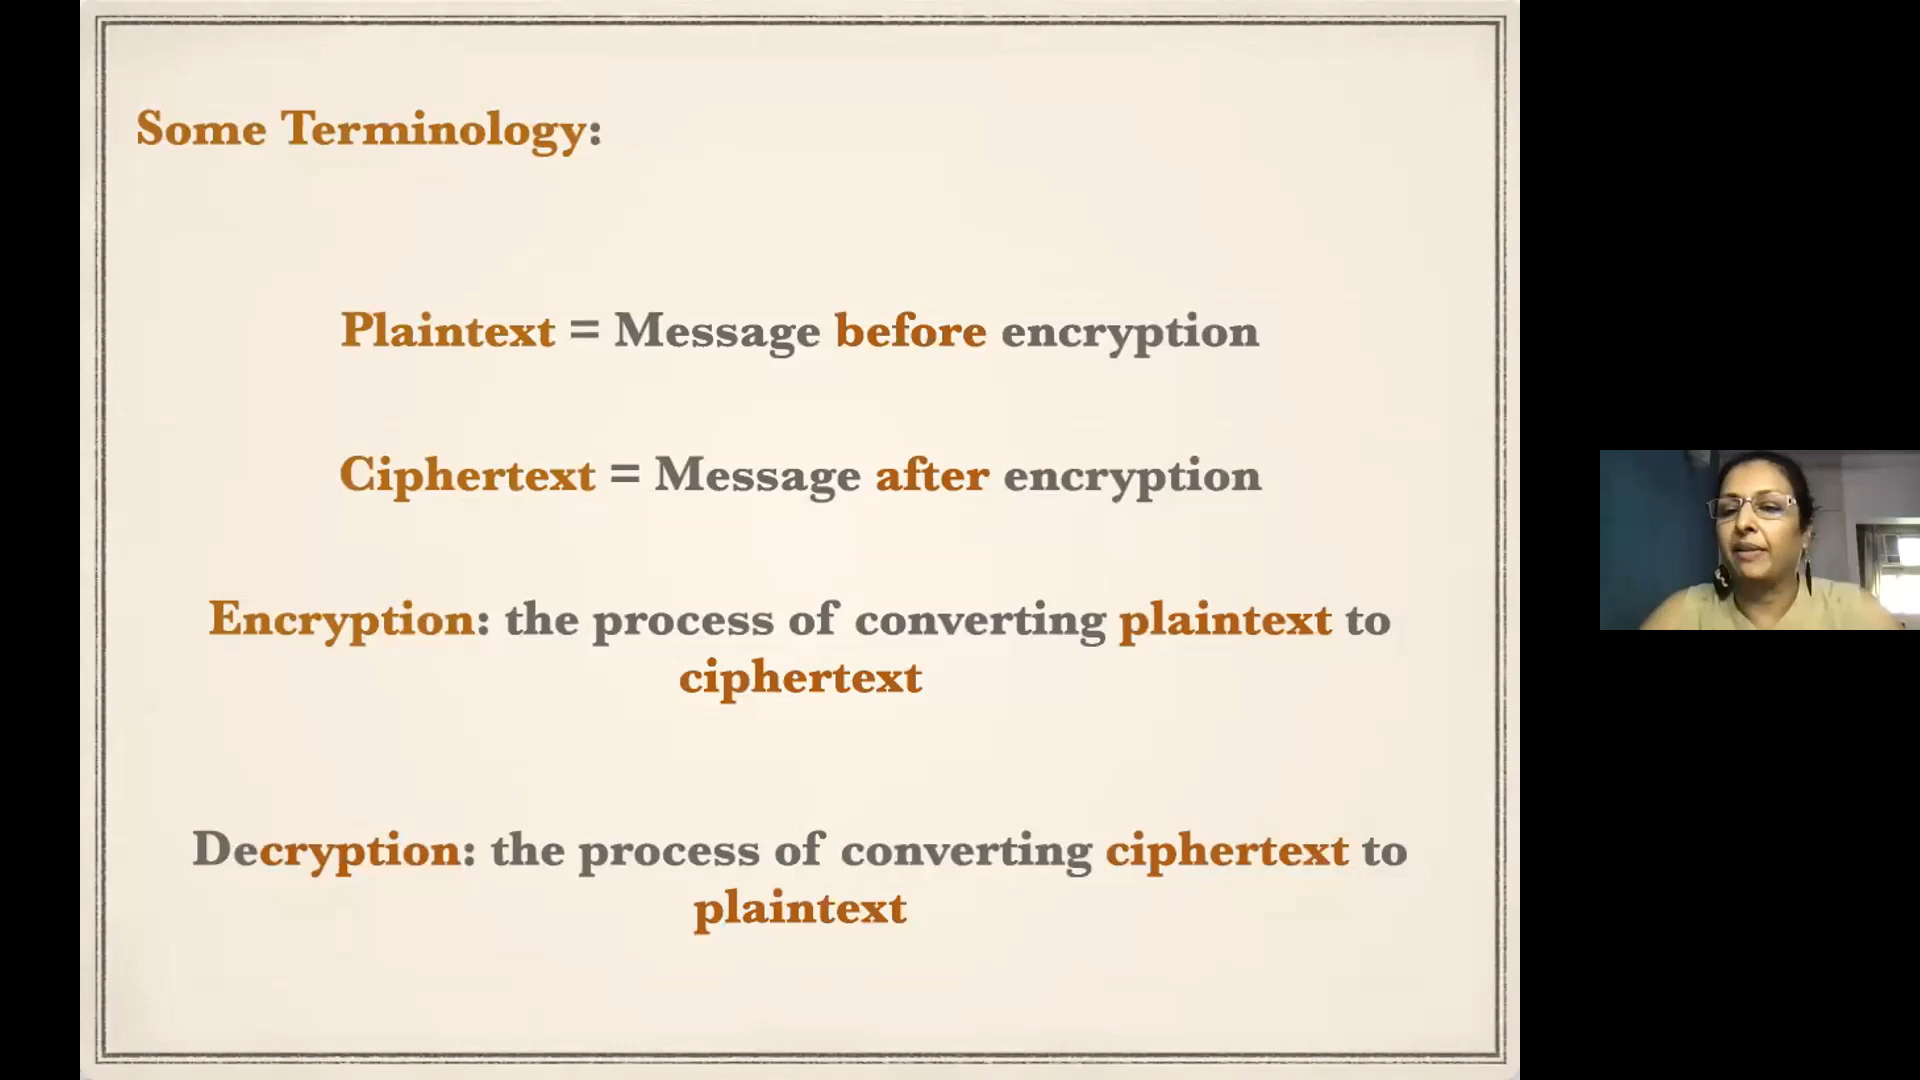 Some Terminology:
Plaintext = Message before encryption
Ciphertext = Message after encryption
Encryption: the process of converting plaintext to
ciphertext
Decryption: the process of converting ciphertext to
plaintext